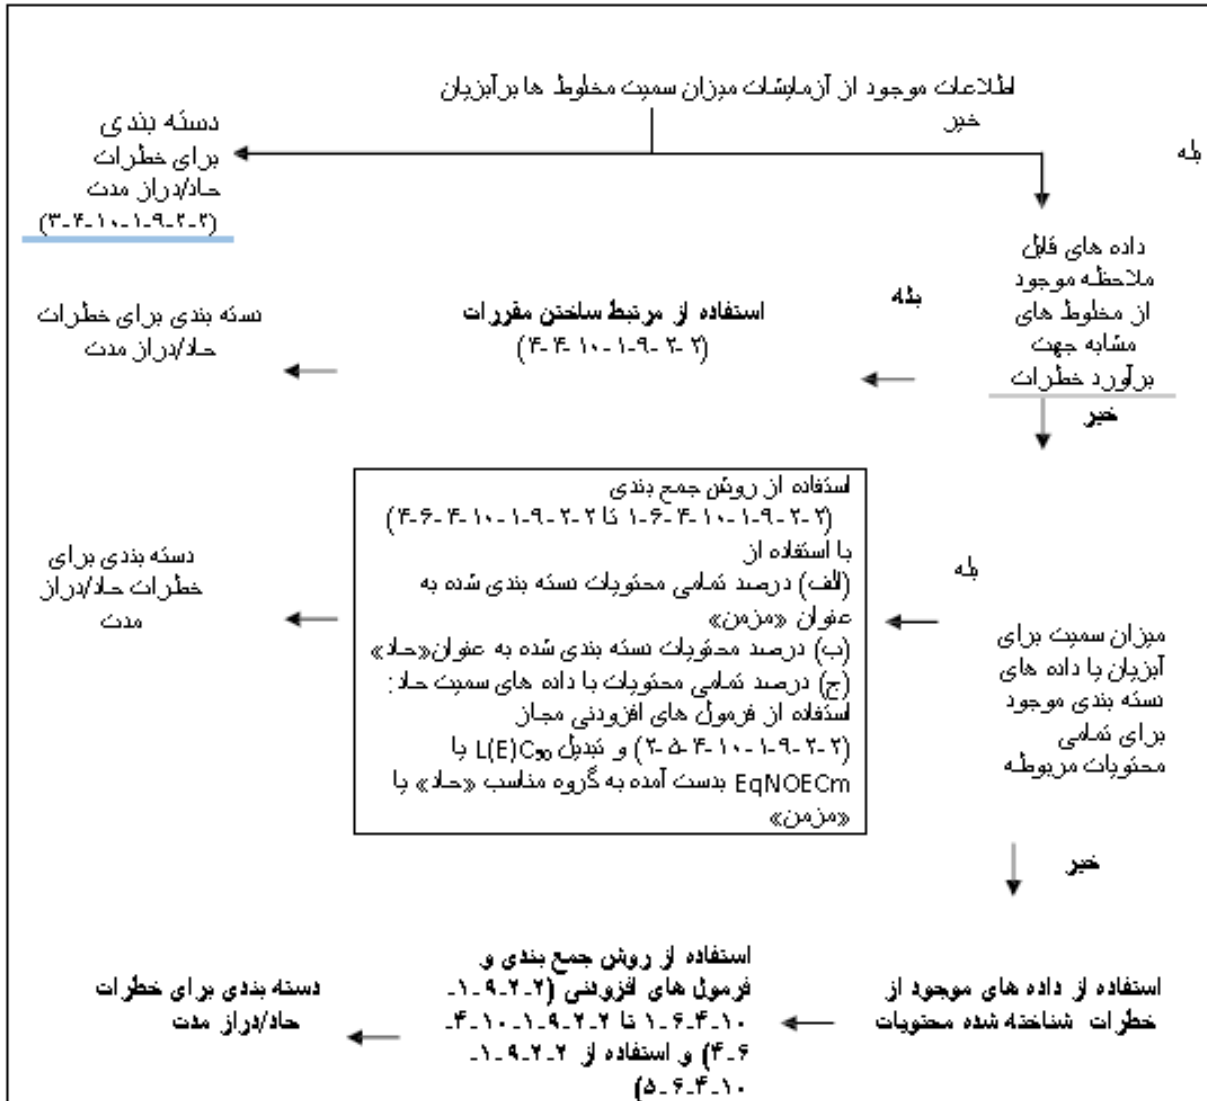 اطلاعات موجود از آزمایشات میزان سمیت مخلوط ها برآبزیان
خیر
بله
دسته بندی
برای خطرات
حاد/دراز مدت
(۲-۲-۹-۱-۱۰-۴-۳)
داده های قابل
ملاحظه موجود
از مخلوط های
مشابه جهت
برآورد خطرات
بله
استفاده از مرتبط ساختن مقررات
(۲-۲-۹-۱-۱۰-۴-۴)
دسته بندی برای خطرات
حاد/دراز مدت
خیر
میزان سمیت برای
آبزیان یا داده های
دسته بندی موجود
برای تمامی
محتویات مربوطه
بله
استفاده از روش جمع بندی
(۲-۲-۹-۱-۱۰-۴-۶-۱ تا ۲-۲-۹-۱-۱۰-۴-۶-۴)
با استفاده از
(الف) درصد تمامی محتویات دسته بندی شده به
عنوان «مزمن»
(ب) درصد محتویات دسته بندی شده به عنوان«حاد»
(ج) درصد تمامی محتویات با داده های سمیت حاد:
استفاده از فرمول های افزودنی مجاز
(۲-۲-۹-۱-۱۰-۴-۵-۲) و تبدیل L(E)C₅₀ یا
EqNOECm بدست آمده به گروه مناسب «حاد» یا
«مزمن»
دسته بندی برای
خطرات حاد/دراز
مدت
خیر
استفاده از داده های موجود از
خطرات شناخته شده محتویات
استفاده از روش جمع بندی و
فرمول های افزودنی (۲-۲-۹-۱-
۱۰-۴-۶-۱ تا ۲-۲-۹-۱-۱۰-۴-
۶-۴) و استفاده از ۲-۲-۹-۱-
۱۰-۴-۶-۵)
دسته بندی برای خطرات
حاد/دراز مدت